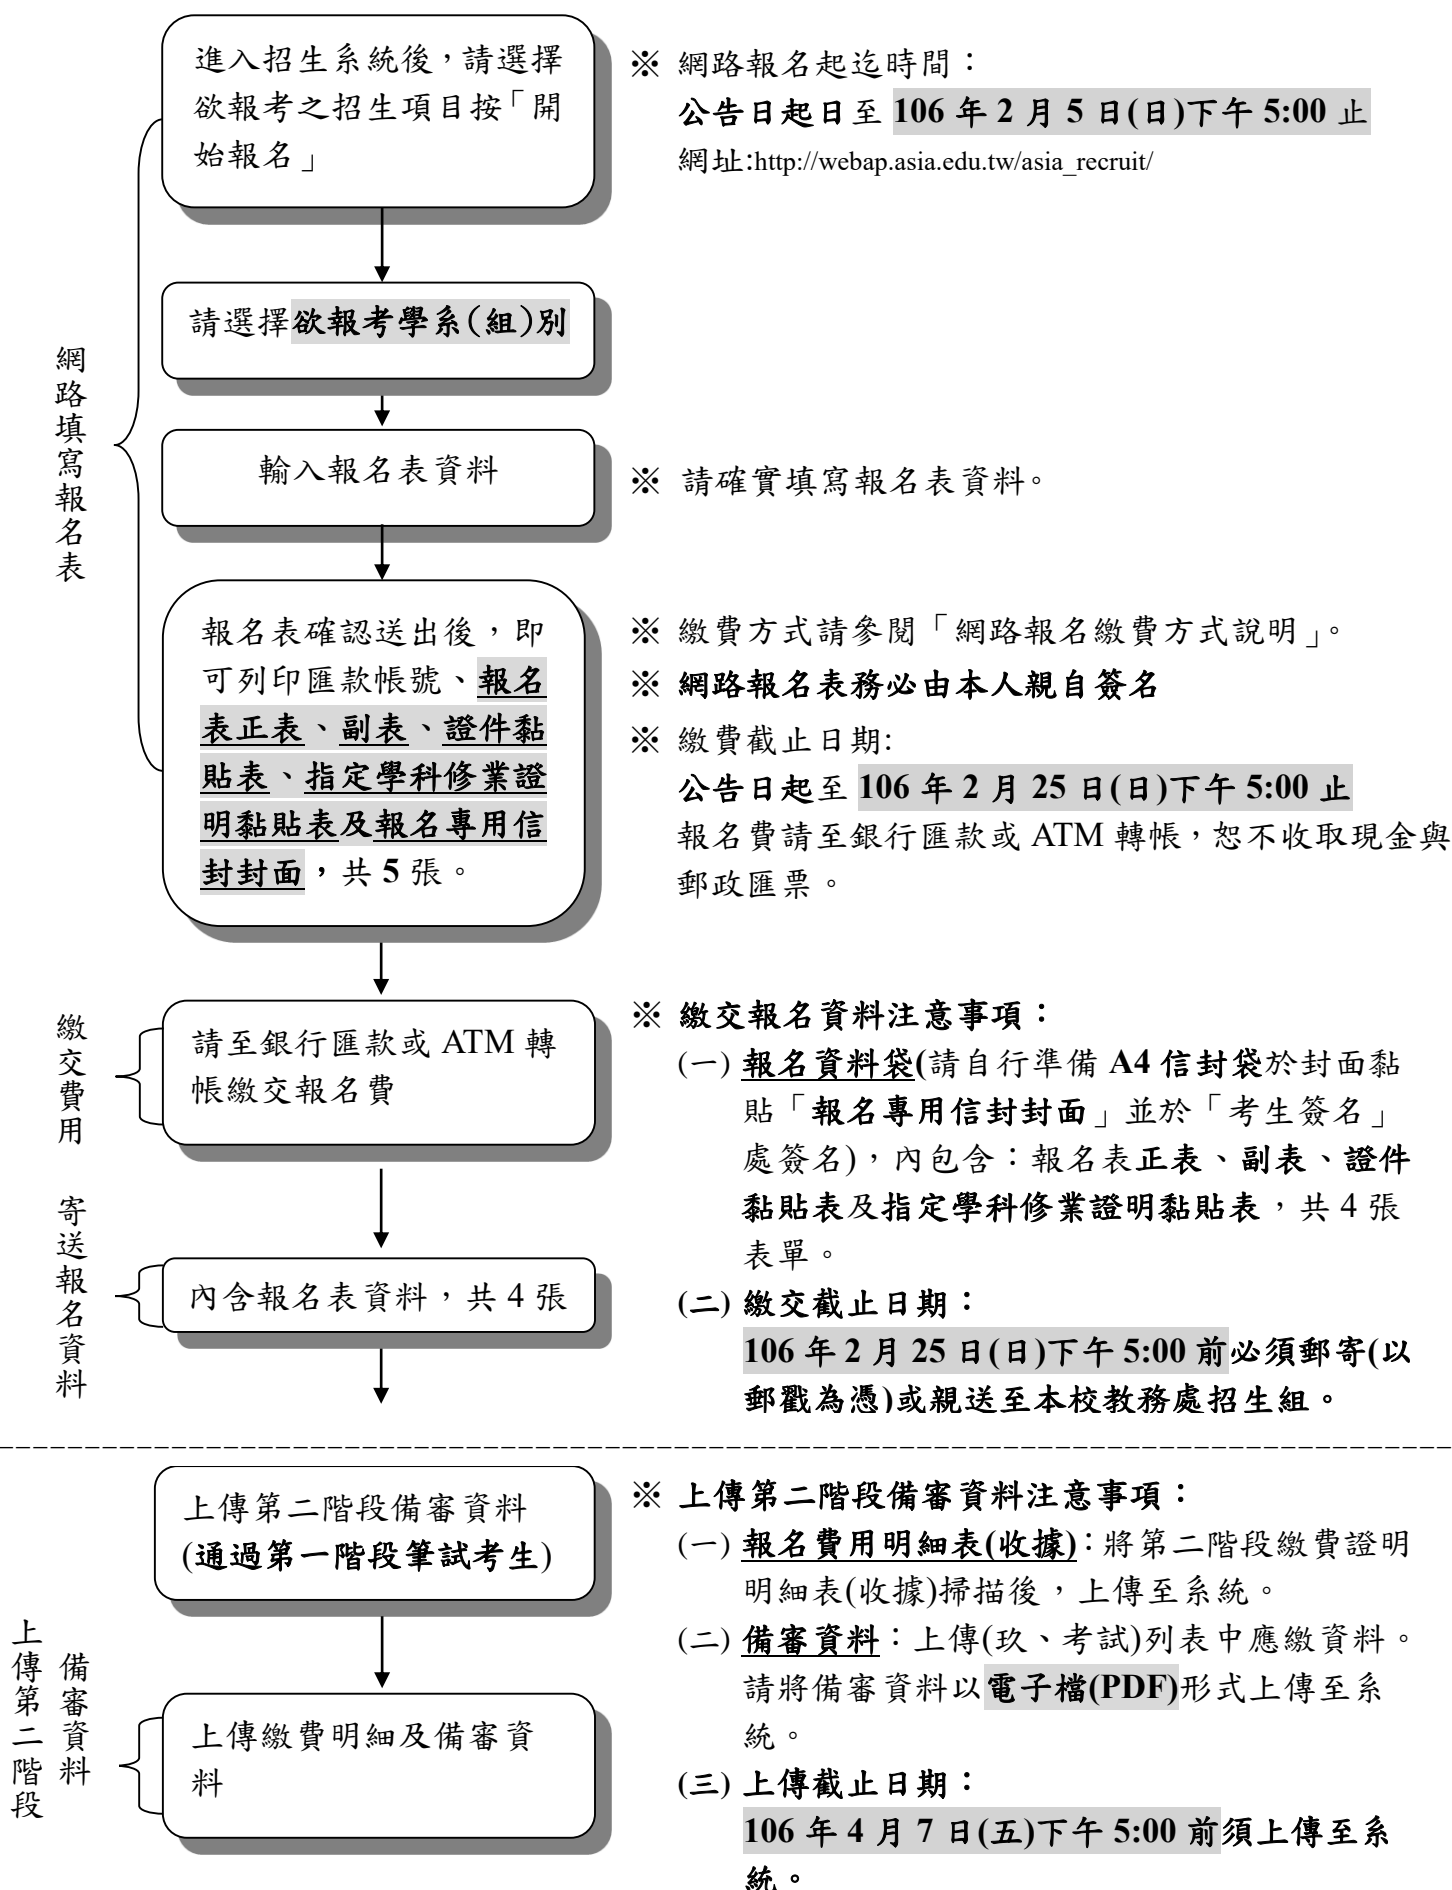 進入招生系統後，請選擇
欲報考之招生項目按「開
始報名」
※ 網路報名起迄時間：
公告日起日至 106 年 2 月 5 日(日)下午 5:00 止
網址:http://webap.asia.edu.tw/asia_recruit/
請選擇欲報考學系(組)別
網路填寫報名表
輸入報名表資料
※ 請確實填寫報名表資料。
報名表確認送出後，即
可列印匯款帳號、報名
表正表、副表、證件黏
貼表、指定學科修業證
明黏貼表及報名專用信
封封面，共 5 張。
※ 繳費方式請參閱「網路報名繳費方式說明」。
※ 網路報名表務必由本人親自簽名
※ 繳費截止日期:
公告日起至 106 年 2 月 25 日(日)下午 5:00 止
報名費請至銀行匯款或 ATM 轉帳，恕不收取現金與
郵政匯票。
繳交費用
請至銀行匯款或 ATM 轉
帳繳交報名費
※ 繳交報名資料注意事項：
(一) 報名資料袋(請自行準備 A4 信封袋於封面黏
貼「報名專用信封封面」並於「考生簽名」
處簽名)，內包含：報名表正表、副表、證件
黏貼表及指定學科修業證明黏貼表，共 4 張
表單。
寄送報名資料
內含報名表資料，共 4 張
(二) 繳交截止日期：
106 年 2 月 25 日(日)下午 5:00 前必須郵寄(以
郵戳為憑)或親送至本校教務處招生組。
上傳第二階段備審資料
(通過第一階段筆試考生)
※ 上傳第二階段備審資料注意事項：
(一) 報名費用明細表(收據)：將第二階段繳費證明
明細表(收據)掃描後，上傳至系統。
(二) 備審資料：上傳(玖、考試)列表中應繳資料。
請將備審資料以電子檔(PDF)形式上傳至系
統。
上傳第二階段
備審資料
上傳繳費明細及備審資
料
(三) 上傳截止日期：
106 年 4 月 7 日(五)下午 5:00 前須上傳至系
統。